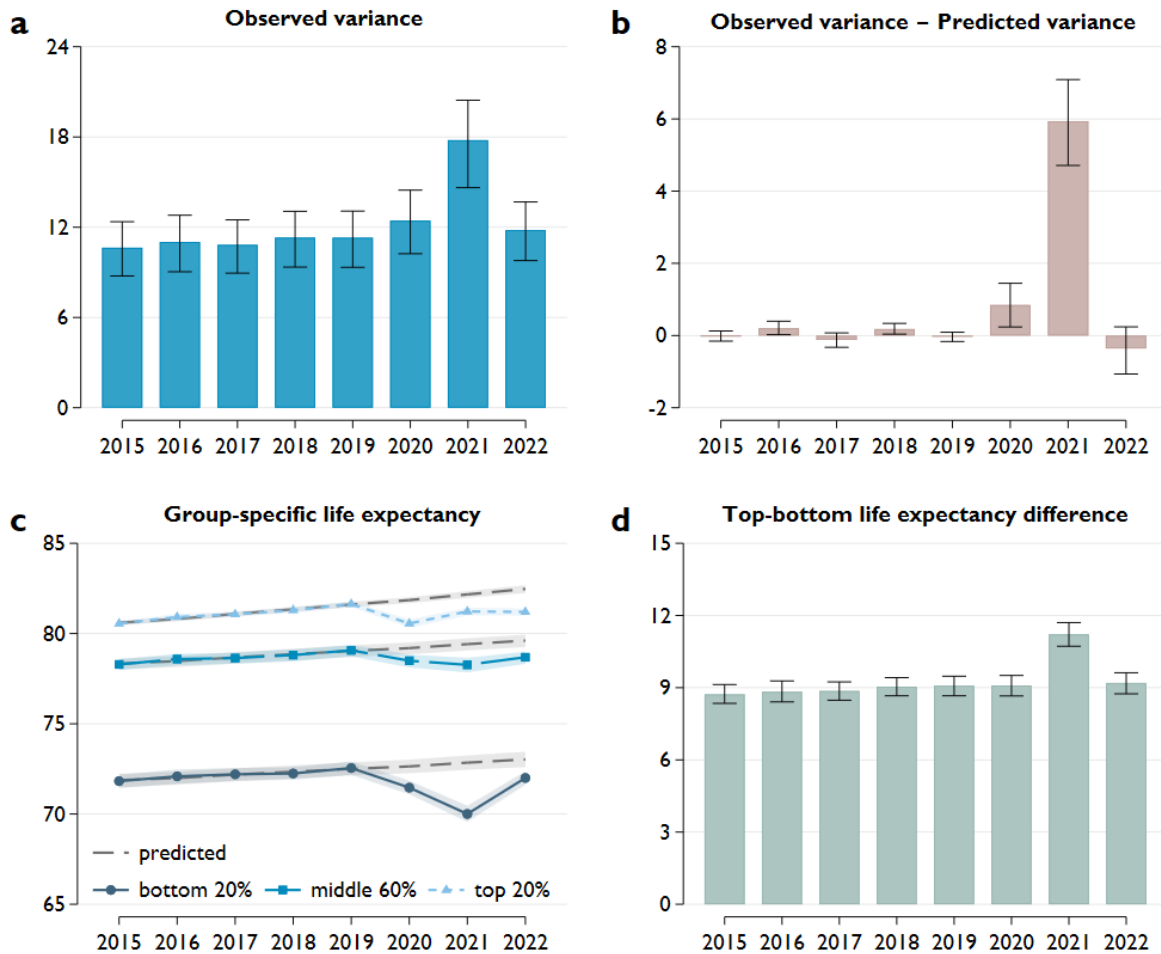 a
Observed variance
24
18
12
6
0
2015 2016 2017 2018 2019 2020 2021 2022
b
Observed variance – Predicted variance
8
6
4
2
0
-2
2015 2016 2017 2018 2019 2020 2021 2022
c
Group-specific life expectancy
85
80
75
70
65
predicted
bottom 20% middle 60% top 20%
2015 2016 2017 2018 2019 2020 2021 2022
d
Top-bottom life expectancy difference
15
12
9
6
3
0
2015 2016 2017 2018 2019 2020 2021 2022